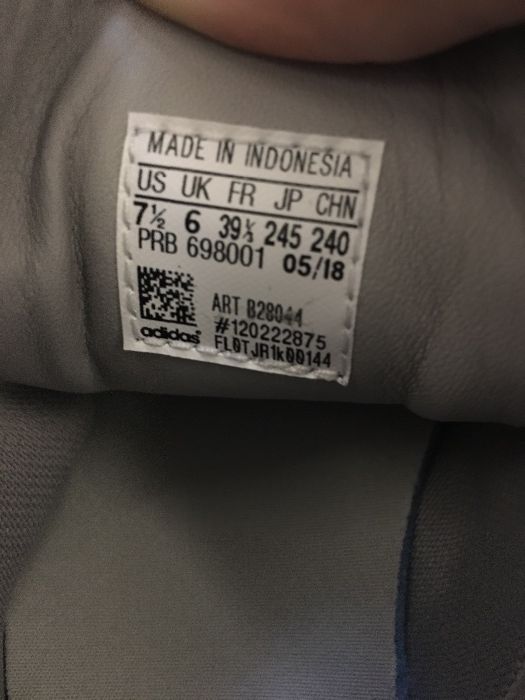 MADE IN INDONESIA
US UK FR JP CHN
7½ 6 39⅓ 245 240
PRB 698001 05/18
ART B28044
#120222875
FL0TJR1k00144
adidas